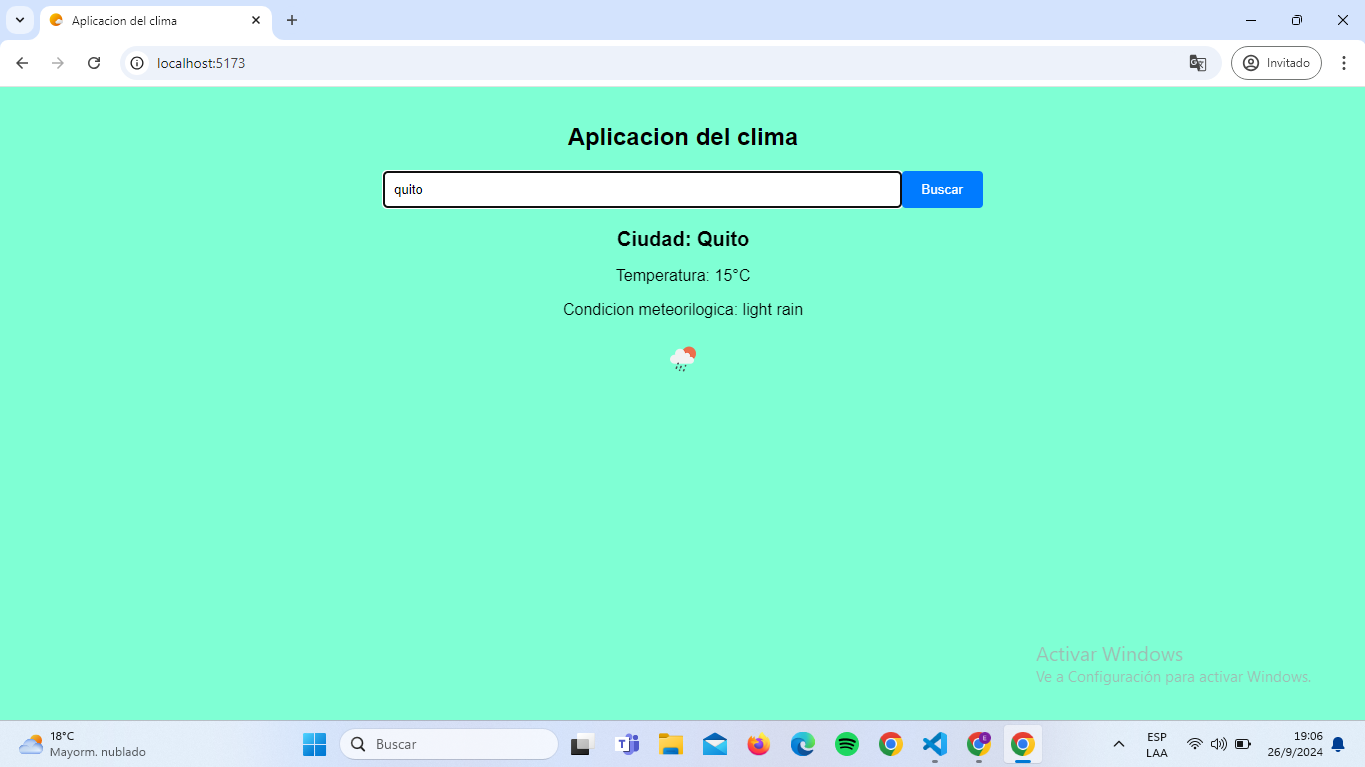 Aplicacion del clima
localhost:5173
Invitado
Aplicacion del clima
quito
Buscar
Ciudad: Quito
Temperatura: 15°C
Condicion meteorilogica: light rain
Activar Windows
Ve a Configuración para activar Windows.
18°C
Mayorm. nublado
Buscar
ESP
LAA
19:06
26/9/2024